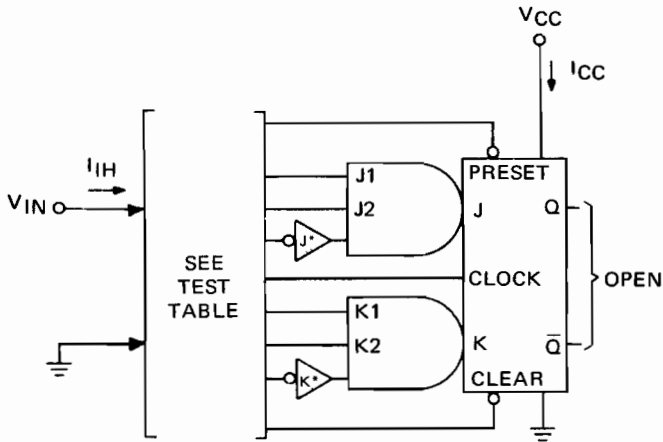 VCC
ICC
IIH
VIN
SEE
TEST
TABLE
J1
J2
J*
K1
K2
K*
PRESET
J
Q
CLOCK
K
Q̅
CLEAR
OPEN